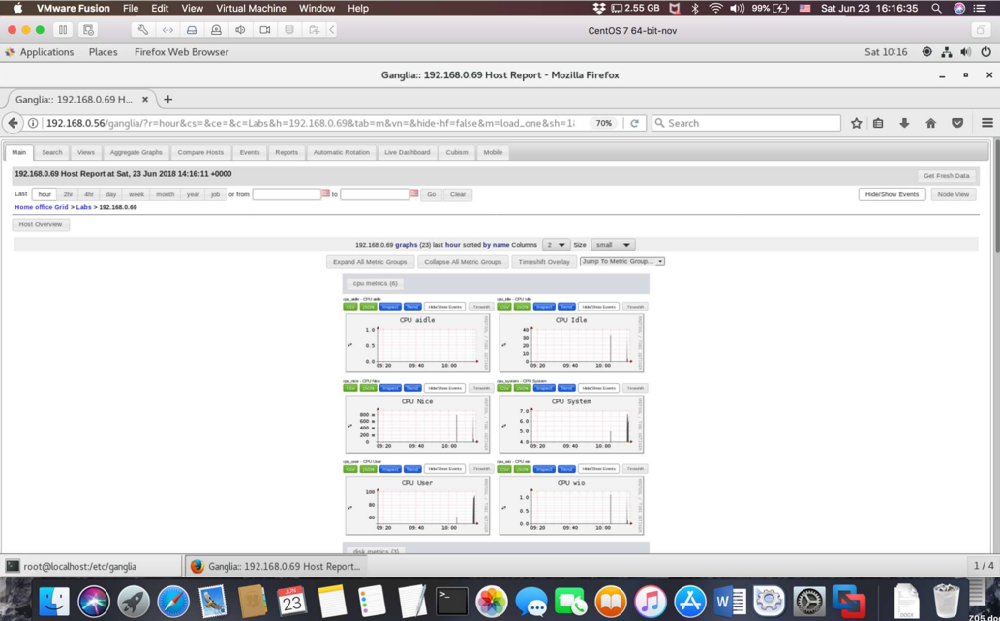 VMware Fusion File Edit View Virtual Machine Window Help 2.55 GB 99% Sat Jun 23 16:16:35
CentOS 7 64-bit-nov
Applications Places Firefox Web Browser Sat 10:16
Ganglia:: 192.168.0.69 Host Report - Mozilla Firefox
Ganglia:: 192.168.0.69 H...
192.168.0.56/ganglia/?r=hour&cs=&ce=&c=Labs&h=192.168.0.69&tab=m&vn=&hide-hf=false&m=load_one&sh=1 70% Search
Main Search Views Aggregate Graphs Compare Hosts Events Reports Automatic Rotation Live Dashboard Cubism Mobile
192.168.0.69 Host Report at Sat, 23 Jun 2018 14:16:11 +0000 Get Fresh Data
Last hour 2hr 4hr day week month year job or from to Go Clear Hide/Show Events Node View
Home office Grid > Labs > 192.168.0.69
Host Overview
192.168.0.69 graphs (23) last hour sorted by name Columns 2 Size small
Expand All Metric Groups Collapse All Metric Groups Timeshift Overlay Jump To Metric Group...
cpu metrics (6)
cpu_aidle - CPU aidle cpu_idle - CPU Idle
CSV JSON Inspect Trend Hide/Show Events Timeshift CSV JSON Inspect Trend Hide/Show Events Timeshift
CPU aidle CPU Idle
1.0 40
30
0.5 20
10
0.0 0
09:20 09:40 10:00 09:20 09:40 10:00
cpu_nice - CPU Nice cpu_system - CPU System
CSV JSON Inspect Trend Hide/Show Events Timeshift CSV JSON Inspect Trend Hide/Show Events Timeshift
CPU Nice CPU System
800 m 7.0
600 m 6.0
400 m
200 m 5.0
0 4.0
09:20 09:40 10:00 09:20 09:40 10:00
cpu_user - CPU User cpu_wio - CPU wio
CSV JSON Inspect Trend Hide/Show Events Timeshift CSV JSON Inspect Trend Hide/Show Events Timeshift
CPU User CPU wio
100 1.0
80 0.5
60 0.0
09:20 09:40 10:00 09:20 09:40 10:00
disk metrics (3)
root@localhost:/etc/ganglia Ganglia:: 192.168.0.69 Host Report... 1 / 4
JUN
23
DOCX
Z05.do